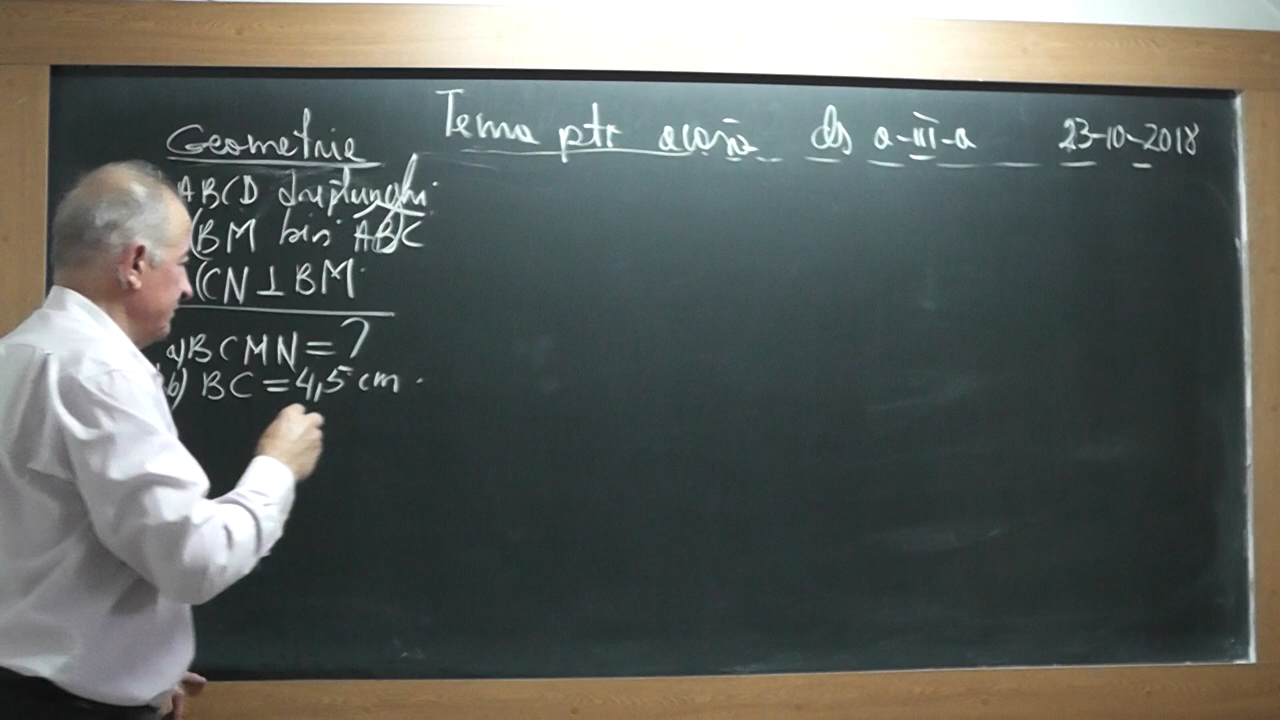 Tema ptr acasă cls a-III-a 23-10-2018
Geometrie
ABCD dreptunghi
(BM bis ABC
(CN ⊥ BM
a) BCMN = ?
b) BC = 4,5 cm